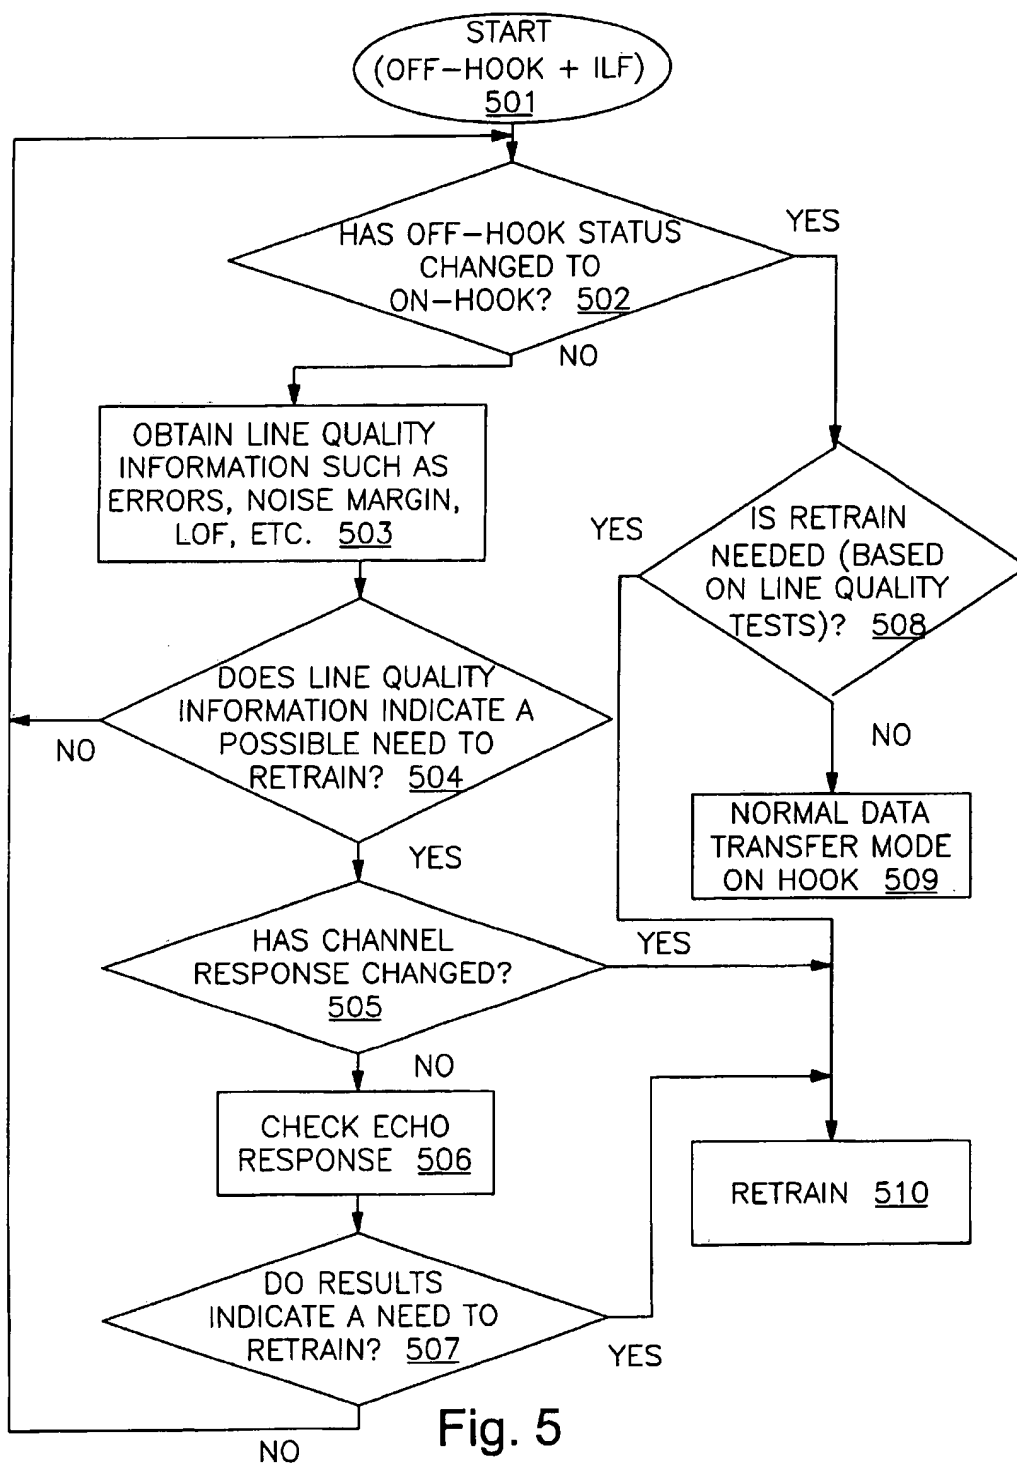 START
(OFF-HOOK + ILF)
501
HAS OFF-HOOK STATUS
CHANGED TO
ON-HOOK? 502
YES
NO
OBTAIN LINE QUALITY
INFORMATION SUCH AS
ERRORS, NOISE MARGIN,
LOF, ETC. 503
YES
IS RETRAIN
NEEDED (BASED
ON LINE QUALITY
TESTS)? 508
DOES LINE QUALITY
INFORMATION INDICATE A
POSSIBLE NEED TO
RETRAIN? 504
NO
NO
NORMAL DATA
TRANSFER MODE
ON HOOK 509
YES
HAS CHANNEL
RESPONSE CHANGED?
505
YES
NO
CHECK ECHO
RESPONSE 506
RETRAIN 510
DO RESULTS
INDICATE A NEED TO
RETRAIN? 507
YES
NO
Fig. 5